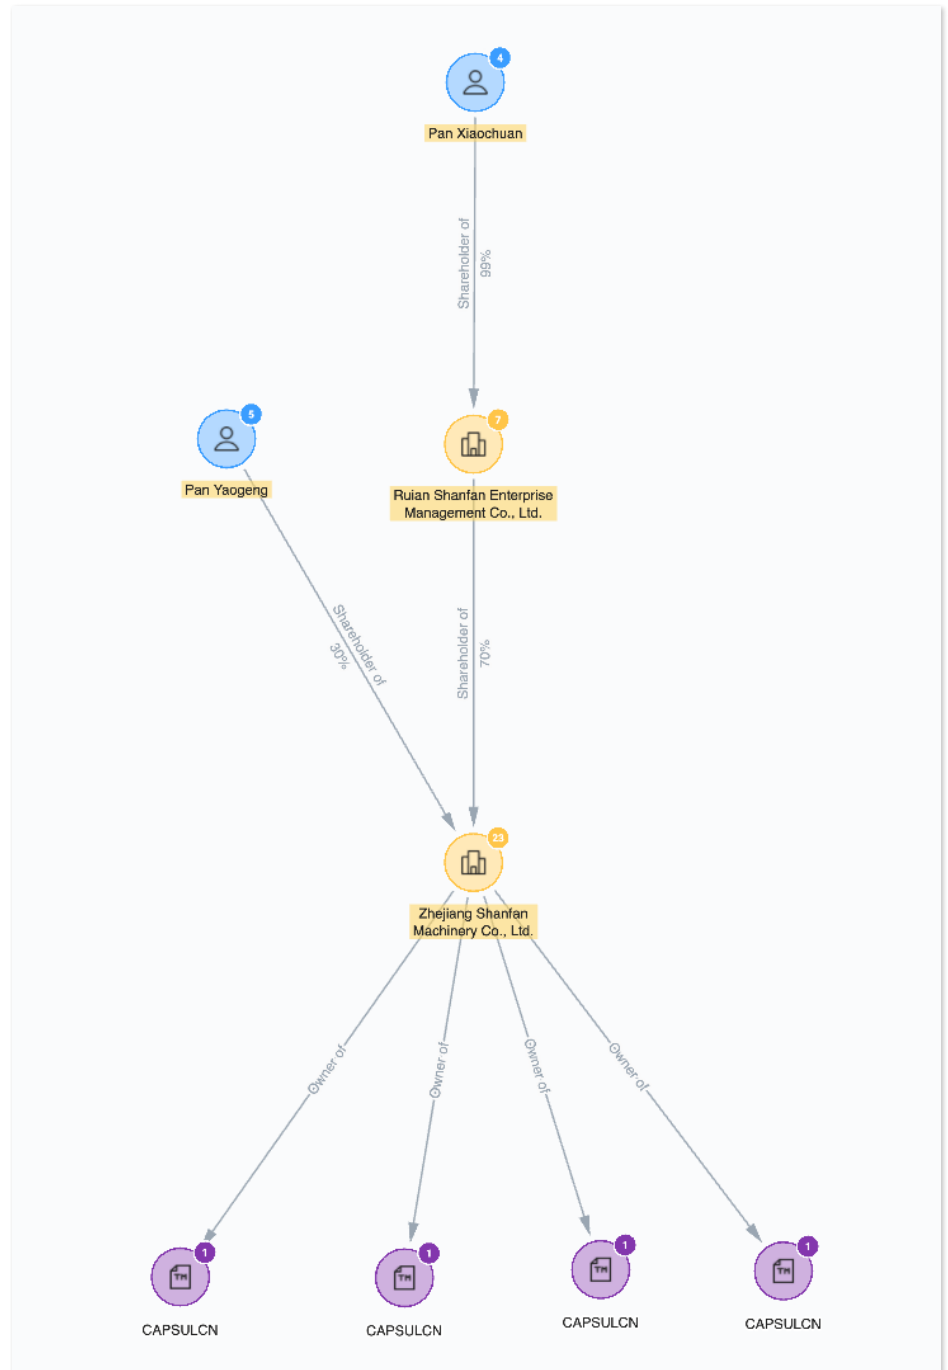 4
Pan Xiaochuan
Shareholder of
99%
5
Pan Yaogeng
7
Ruian Shanfan Enterprise
Management Co., Ltd.
Shareholder of
30%
Shareholder of
70%
23
Zhejiang Shanfan
Machinery Co., Ltd.
Owner of
Owner of
Owner of
Owner of
1
TM
CAPSULCN
1
TM
CAPSULCN
1
TM
CAPSULCN
1
TM
CAPSULCN